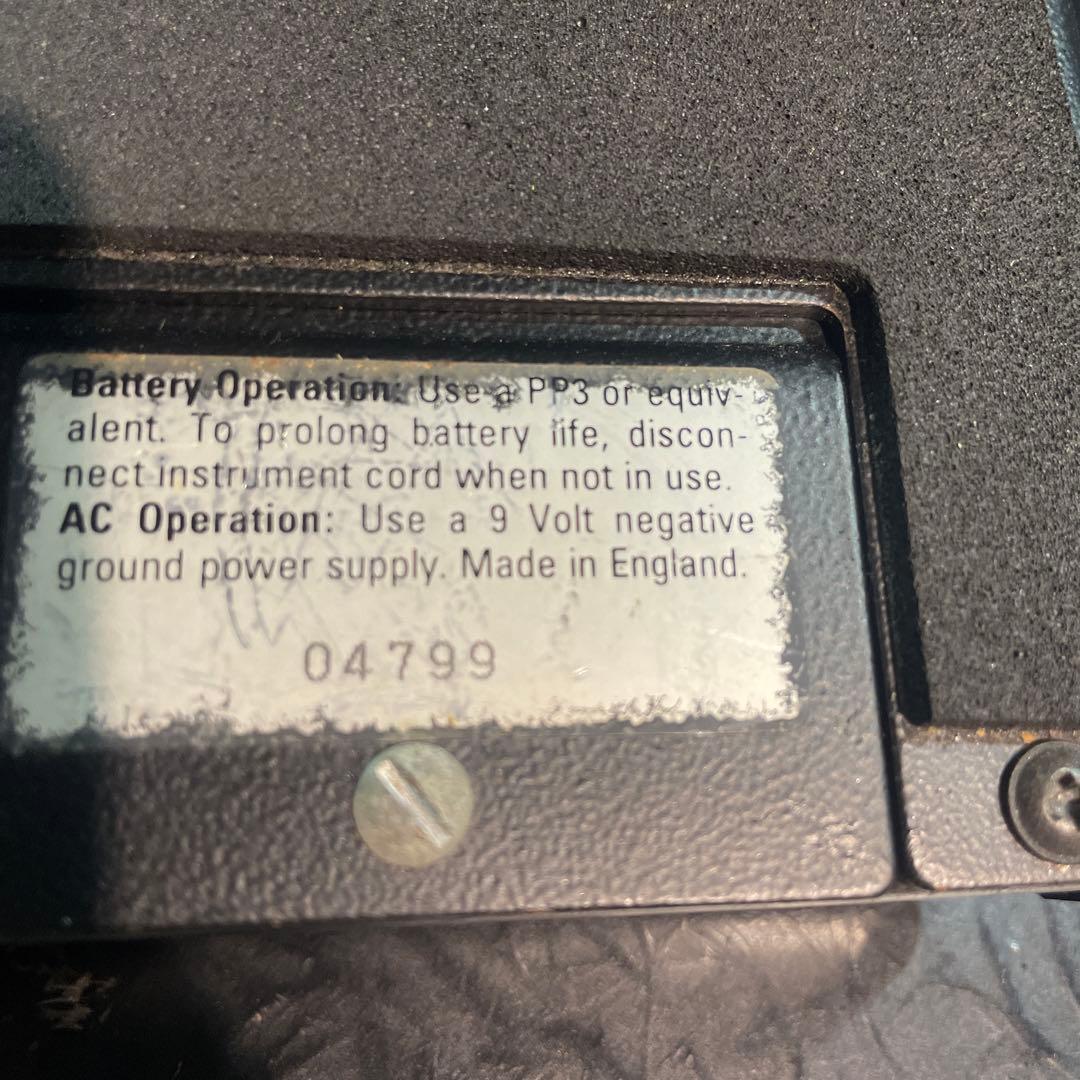 Battery Operation: Use a PP3 or equiv-
alent. To prolong battery life, discon-
nect instrument cord when not in use.
AC Operation: Use a 9 Volt negative
ground power supply. Made in England.
04799